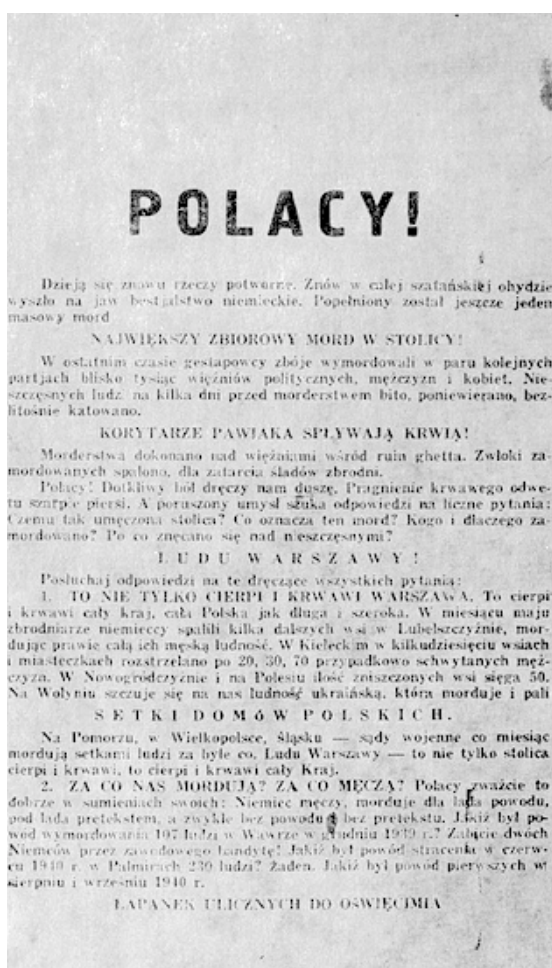 POLACY!
Dzieją się znowu rzeczy potworne. Znów w całej szatańskiej ohydzie
wyszło na jaw bestjalstwo niemieckie. Popełniony został jeszcze jeden
masowy mord
NAJWIĘKSZY ZBIOROWY MORD W STOLICY!
W ostatnim czasie gestapowcy zbóje wymordowali w paru kolejnych
partjach blisko tysiąc więźniów politycznych, mężczyzn i kobiet. Nie-
szczęsnych ludzi na kilka dni przed morderstwem bito, poniewierano, bez-
litośnie katowano.
KORYTARZE PAWIAKA SPŁYWAJĄ KRWIĄ!
Morderstwa dokonano nad więźniami wśród ruin ghetta. Zwłoki za-
mordowanych spalono, dla zatarcia śladów zbrodni.
Polacy! Dotkliwy ból dręczy nam duszę. Pragnienie krwawego odwe-
tu szarpie piersi. A poruszony umysł szuka odpowiedzi na liczne pytania:
Czemu tak umęczona stolica? Co oznacza ten mord? Kogo i dlaczego za-
mordowano? Po co znęcano się nad nieszczęsnymi?
LUDU WARSZAWY!
Posłuchaj odpowiedzi na te dręczące wszystkich pytania:
1. TO NIE TYLKO CIERPI I KRWAWI WARSZAWA. To cierpi
i krwawi cały kraj, cała Polska jak długa i szeroka. W miesiącu maju
zbrodniarze niemieccy spalili kilka dalszych wsi w Lubelszczyźnie, mor-
dując prawie całą ich męską ludność. W Kieleckim w kilkudziesięciu wsiach
i miasteczkach rozstrzelano po 20, 30, 70 przypadkowo schwytanych męż-
czyzn. W Nowogródczyźnie i na Polesiu ilość zniszczonych wsi sięga 50.
Na Wołyniu szczuje się na nas ludność ukraińską, która morduje i pali
SETKI DOMÓW POLSKICH.
Na Pomorzu, w Wielkopolsce, Śląsku — sądy wojenne co miesiąc
mordują setkami ludzi za byle co. Ludu Warszawy — to nie tylko stolica
cierpi i krwawi, to cierpi i krwawi cały Kraj.
2. ZA CO NAS MORDUJĄ? ZA CO MĘCZĄ? Polacy zważcie to
dobrze w sumieniach swoich: Niemiec męczy, morduje dla lada powodu,
pod lada pretekstem, a zwykle bez powodu i bez pretekstu. Jakiż był po-
wód wymordowania 107 ludzi w Wawrze w grudniu 1939 r.? Zabicie dwóch
Niemców przez zawodowego bandytę! Jakiż był powód stracenia w czerw-
cu 1940 r. w Palmirach 230 ludzi? Żaden. Jakiż był powód pierwszych w
sierpniu i wrześniu 1940 r.
ŁAPANEK ULICZNYCH DO OŚWIĘCIMIA